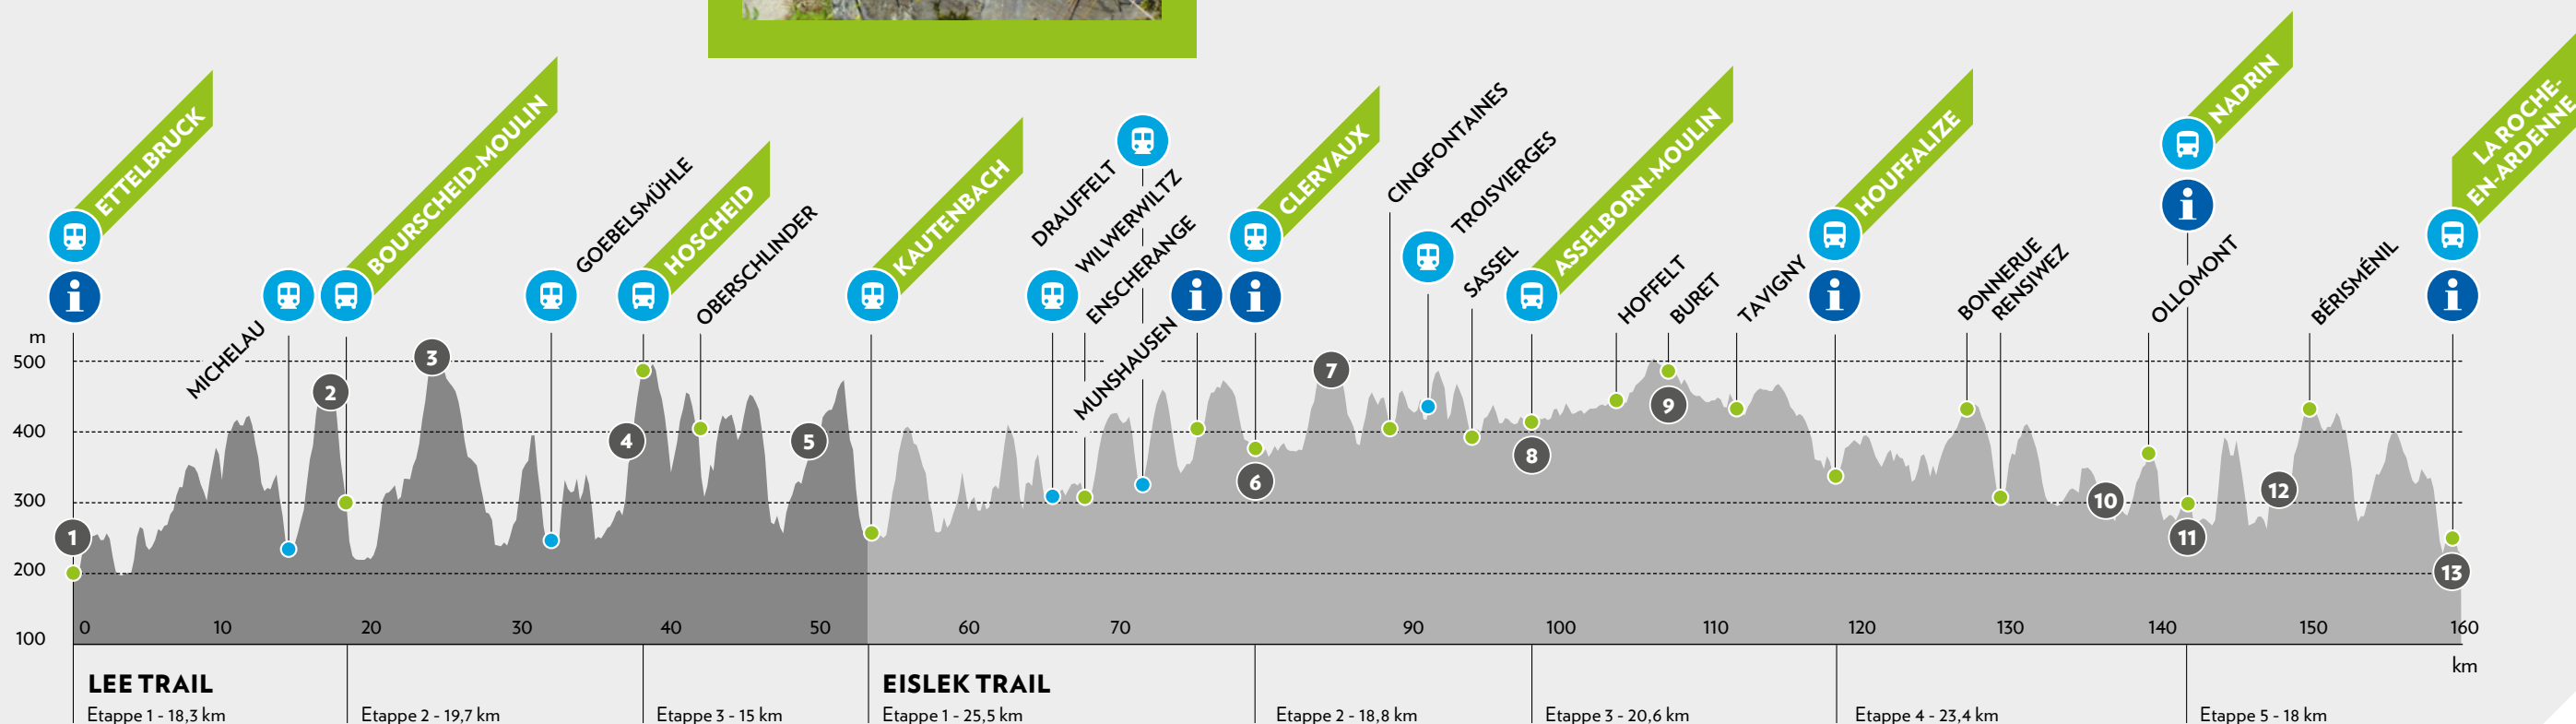 ETTELBRUCK
BOURSCHEID-MOULIN
HOSCHEID
KAUTENBACH
CLERVAUX
ASSELBORN-MOULIN
HOUFFALIZE
NADRIN
LA ROCHE-
EN-ARDENNE
MICHELAU
GOEBELSMÜHLE
OBERSCHLINDER
DRAUFFELT
WILWERWILTZ
ENSCHERANGE
MUNSHAUSEN
CINQFONTAINES
TROISVIERGES
SASSEL
HOFFELT
BURET
TAVIGNY
BONNERUE
RENSIWEZ
OLLOMONT
BÉRISMÉNIL
i
i
i
i
i
i
m
500
400
300
200
100
1
2
3
4
5
6
7
8
9
10
11
12
13
0 10 20 30 40 50 60 70 90 100 110 120 130 140 150 160
km
LEE TRAIL
Etappe 1 - 18,3 km
Etappe 2 - 19,7 km
Etappe 3 - 15 km
EISLEK TRAIL
Etappe 1 - 25,5 km
Etappe 2 - 18,8 km
Etappe 3 - 20,6 km
Etappe 4 - 23,4 km
Etappe 5 - 18 km